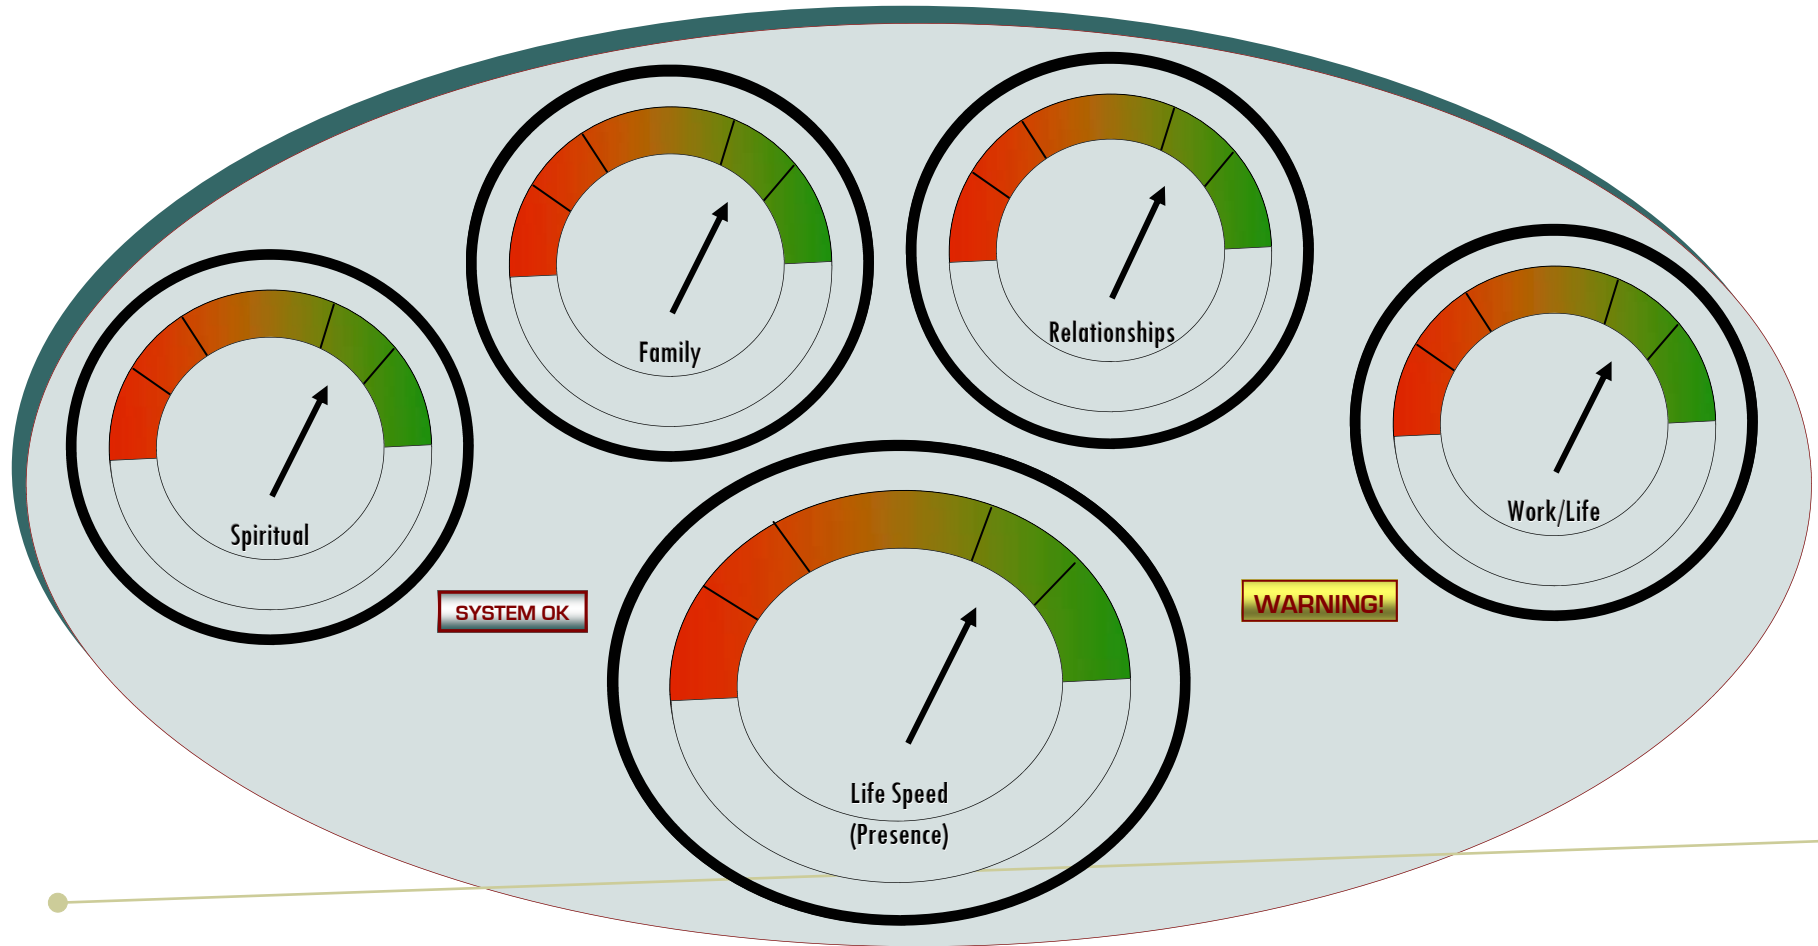 Family
Relationships
Spiritual
Work/Life
SYSTEM OK
WARNING!
Life Speed
(Presence)